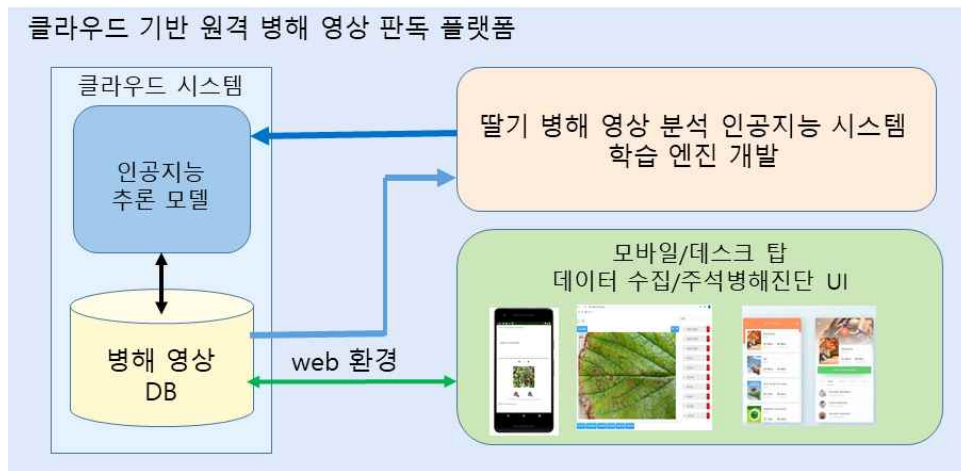 클라우드 기반 원격 병해 영상 판독 플랫폼
클라우드 시스템
인공지능
추론 모델
딸기 병해 영상 분석 인공지능 시스템
학습 엔진 개발
모바일/데스크 탑
데이터 수집/주석병해진단 UI
병해 영상
DB
web 환경